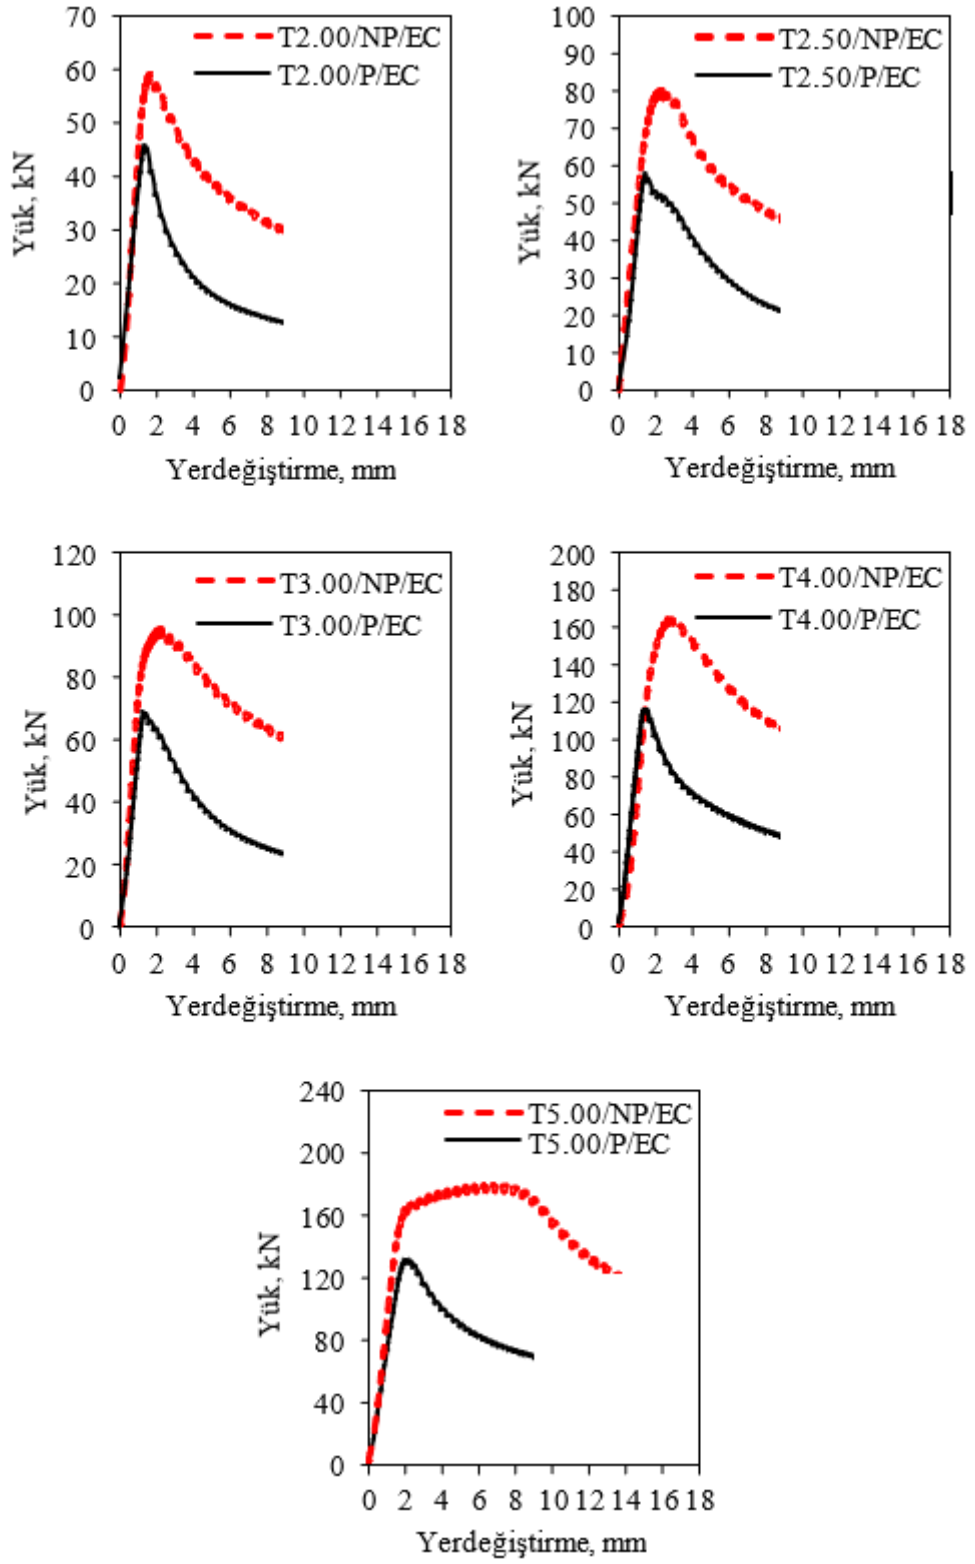 70
60
50
40
30
20
10
0
Yük, kN
T2.00/NP/EC
T2.00/P/EC
0 2 4 6 8 10 12 14 16 18
Yerdeğiştirme, mm
100
90
80
70
60
50
40
30
20
10
0
Yük, kN
T2.50/NP/EC
T2.50/P/EC
0 2 4 6 8 10 12 14 16 18
Yerdeğiştirme, mm
120
100
80
60
40
20
0
Yük, kN
T3.00/NP/EC
T3.00/P/EC
0 2 4 6 8 10 12 14 16 18
Yerdeğiştirme, mm
200
180
160
140
120
100
80
60
40
20
0
Yük, kN
T4.00/NP/EC
T4.00/P/EC
0 2 4 6 8 10 12 14 16 18
Yerdeğiştirme, mm
240
200
160
120
80
40
0
Yük, kN
T5.00/NP/EC
T5.00/P/EC
0 2 4 6 8 10 12 14 16 18
Yerdeğiştirme, mm